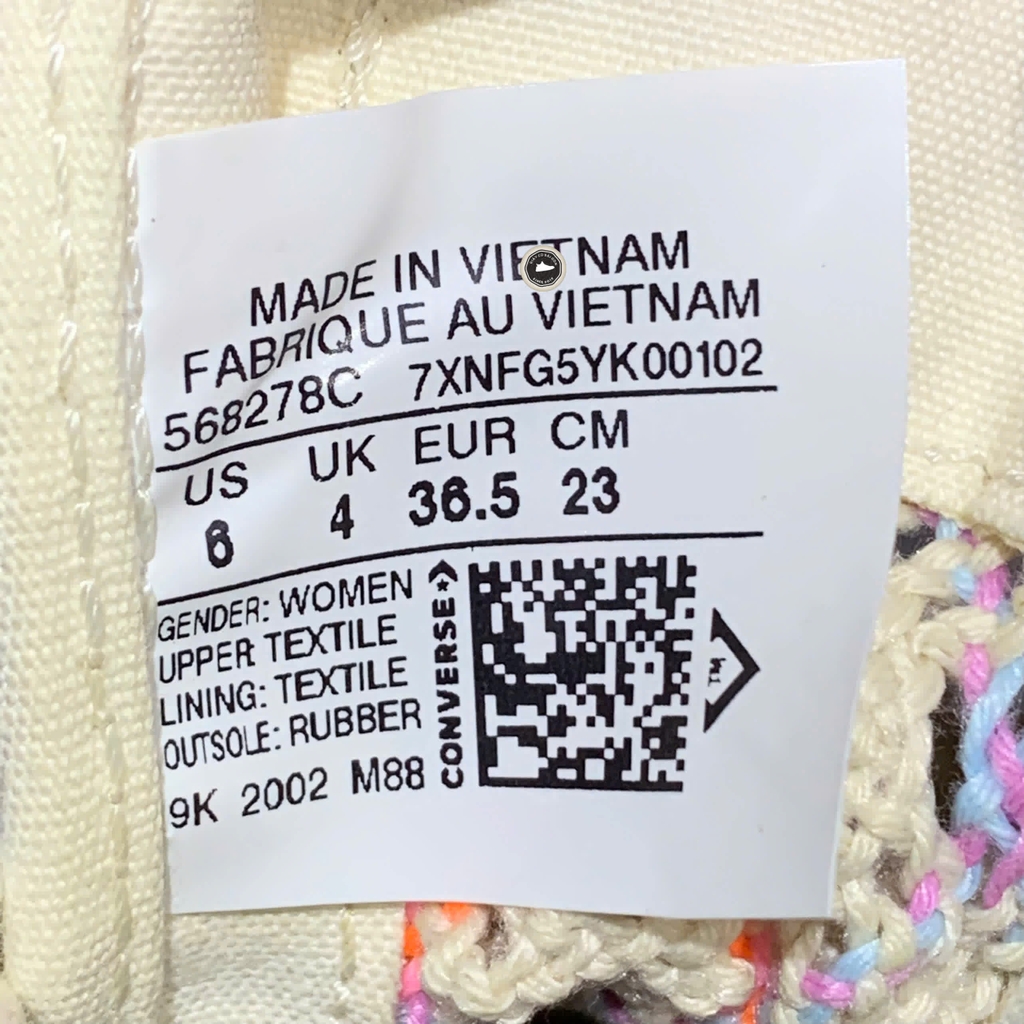 MADE IN VIETNAM
FABRIQUE AU VIETNAM
568278C 7XNFG5YK00102
US UK EUR CM
6 4 36.5 23
GENDER: WOMEN
UPPER TEXTILE
LINING: TEXTILE
OUTSOLE: RUBBER
9K 2002 M88
CONVERSE